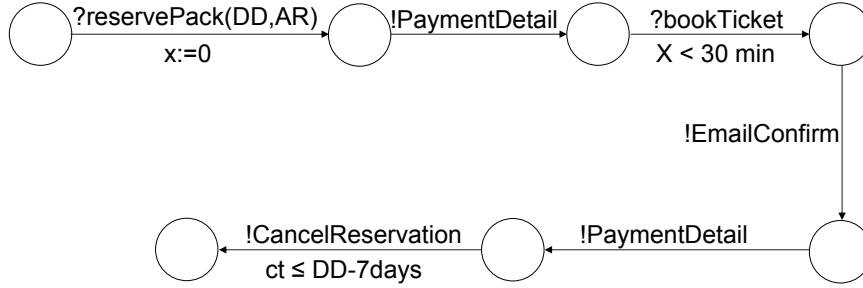 ?reservePack(DD,AR)
x:=0
!PaymentDetail
?bookTicket
X < 30 min
!EmailConfirm
!CancelReservation
ct ≤ DD-7days
!PaymentDetail